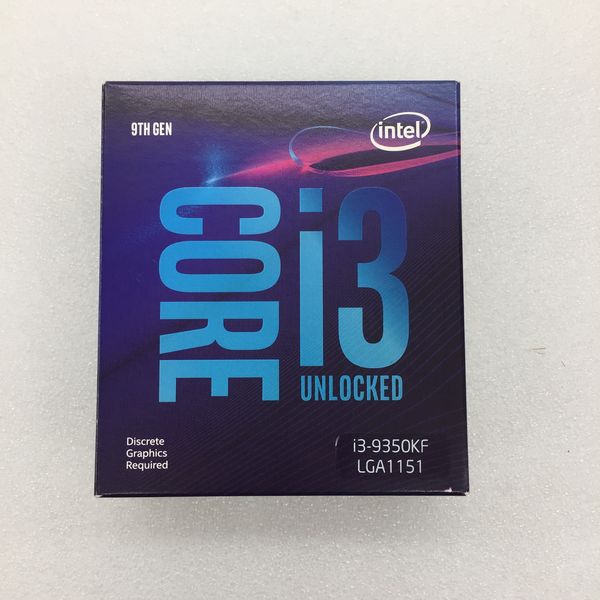 9TH GEN
intel
CORE i3
UNLOCKED
Discrete
Graphics
Required
i3-9350KF
LGA1151